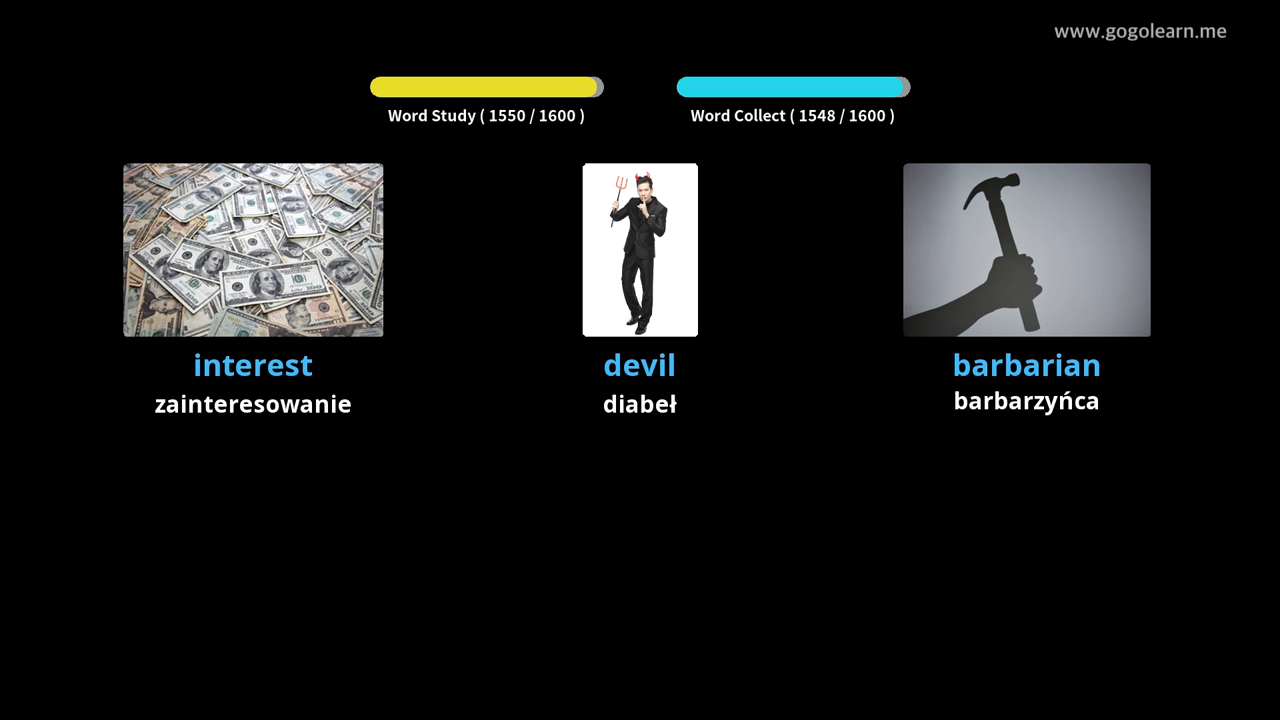 www.gogolearn.me
Word Study ( 1550 / 1600 )
Word Collect ( 1548 / 1600 )
interest
devil
barbarian
zainteresowanie
diabeł
barbarzyńca